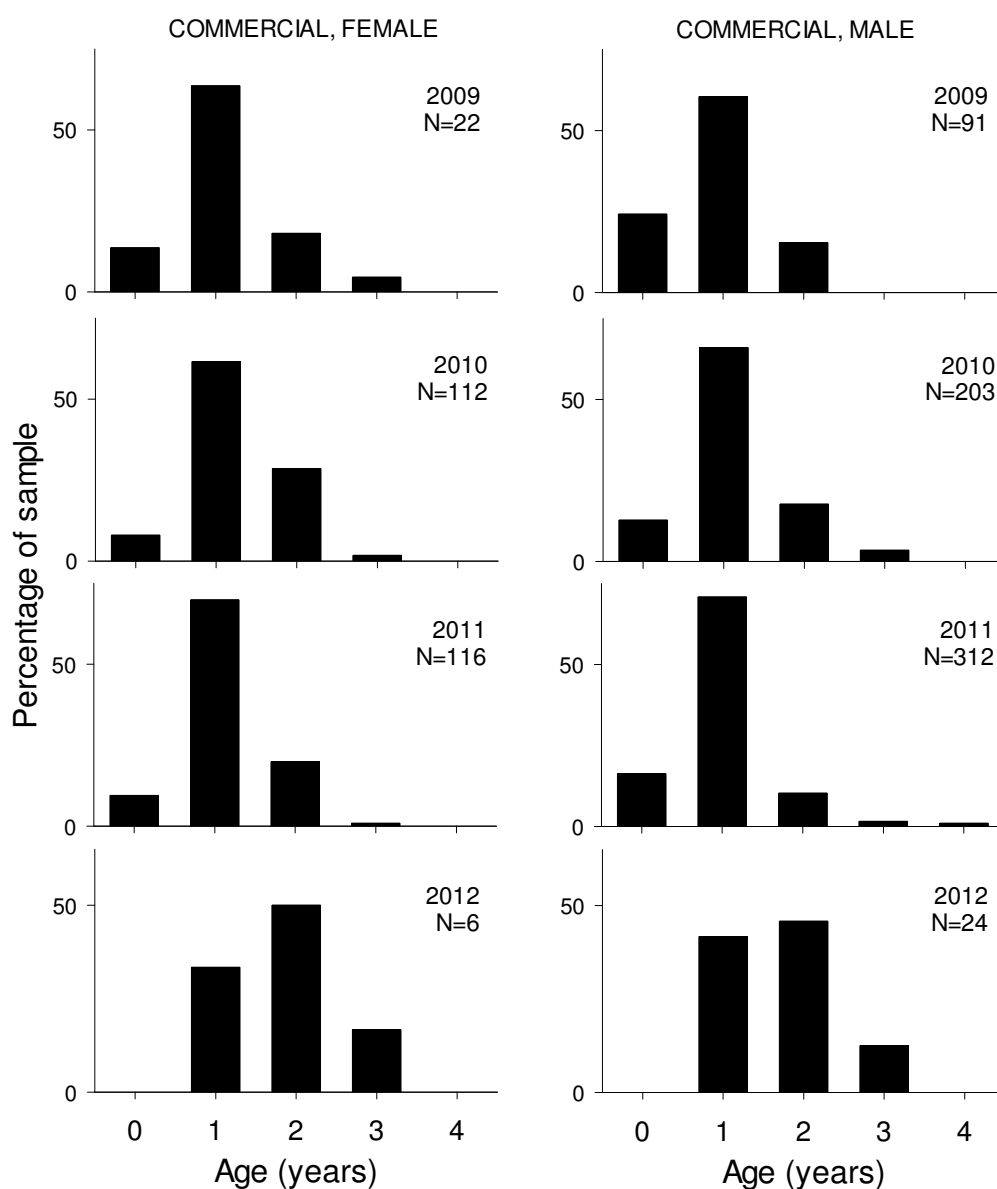 COMMERCIAL, FEMALE
COMMERCIAL, MALE
2009
N=22
50
0
2009
N=91
50
0
2010
N=112
50
0
2010
N=203
50
0
Percentage of sample
2011
N=116
50
0
2011
N=312
50
0
2012
N=6
50
0
2012
N=24
50
0
0 1 2 3 4
Age (years)
0 1 2 3 4
Age (years)